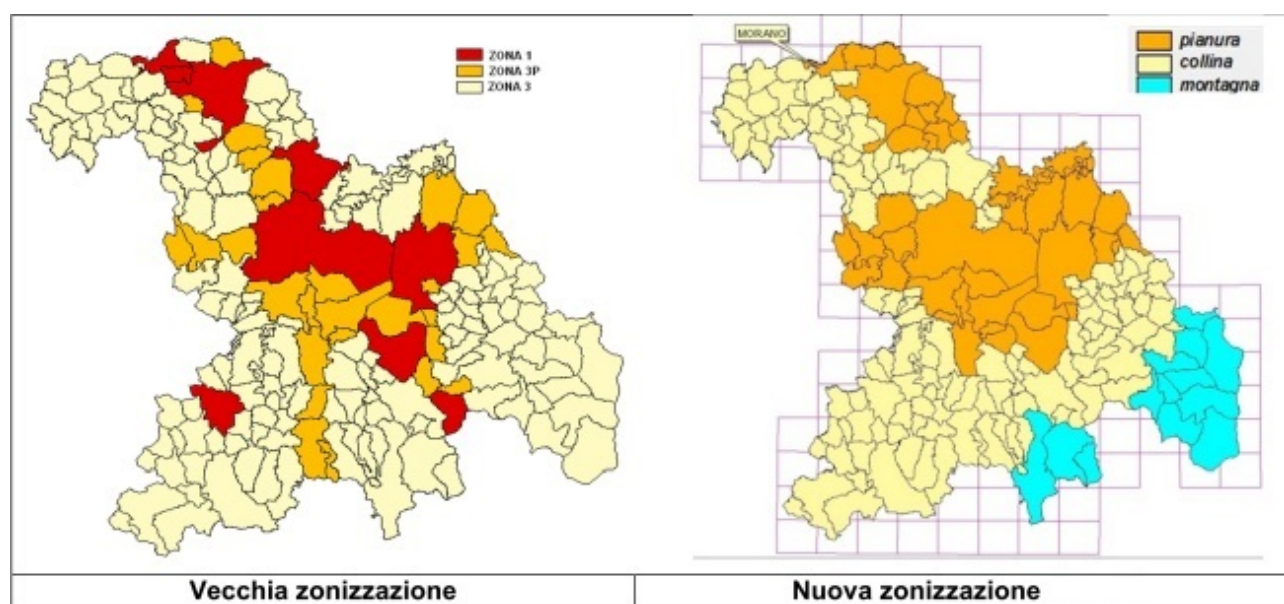 ZONA 1
ZONA 3P
ZONA 3
MORANO
pianura
collina
montagna
Vecchia zonizzazione
Nuova zonizzazione